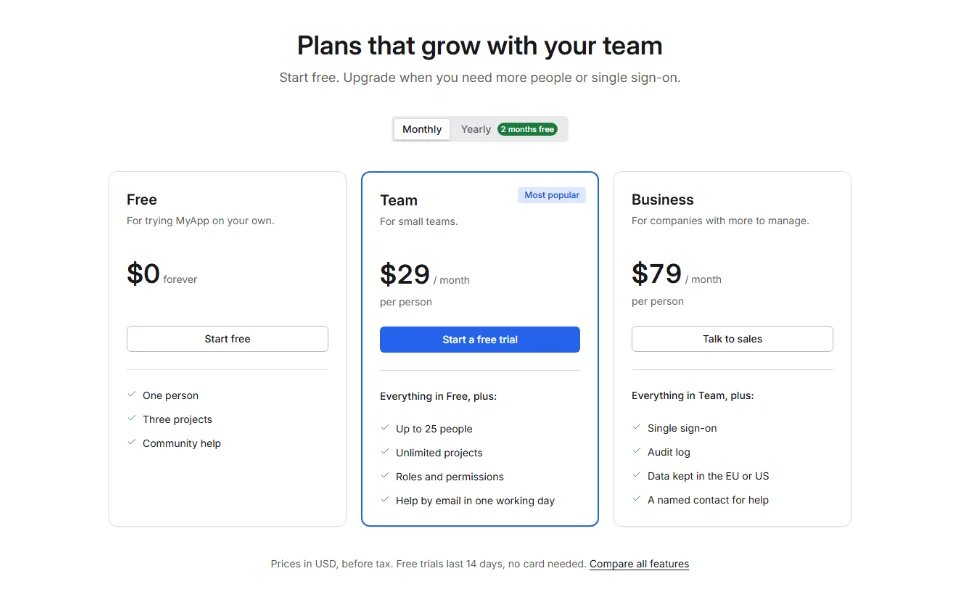 Plans that grow with your team
Start free. Upgrade when you need more people or single sign-on.
Monthly
Yearly
2 months free
Free
For trying MyApp on your own.
$0 forever
Start free
One person
Three projects
Community help
Team
Most popular
For small teams.
$29 / month
per person
Start a free trial
Everything in Free, plus:
Up to 25 people
Unlimited projects
Roles and permissions
Help by email in one working day
Business
For companies with more to manage.
$79 / month
per person
Talk to sales
Everything in Team, plus:
Single sign-on
Audit log
Data kept in the EU or US
A named contact for help
Prices in USD, before tax. Free trials last 14 days, no card needed. Compare all features